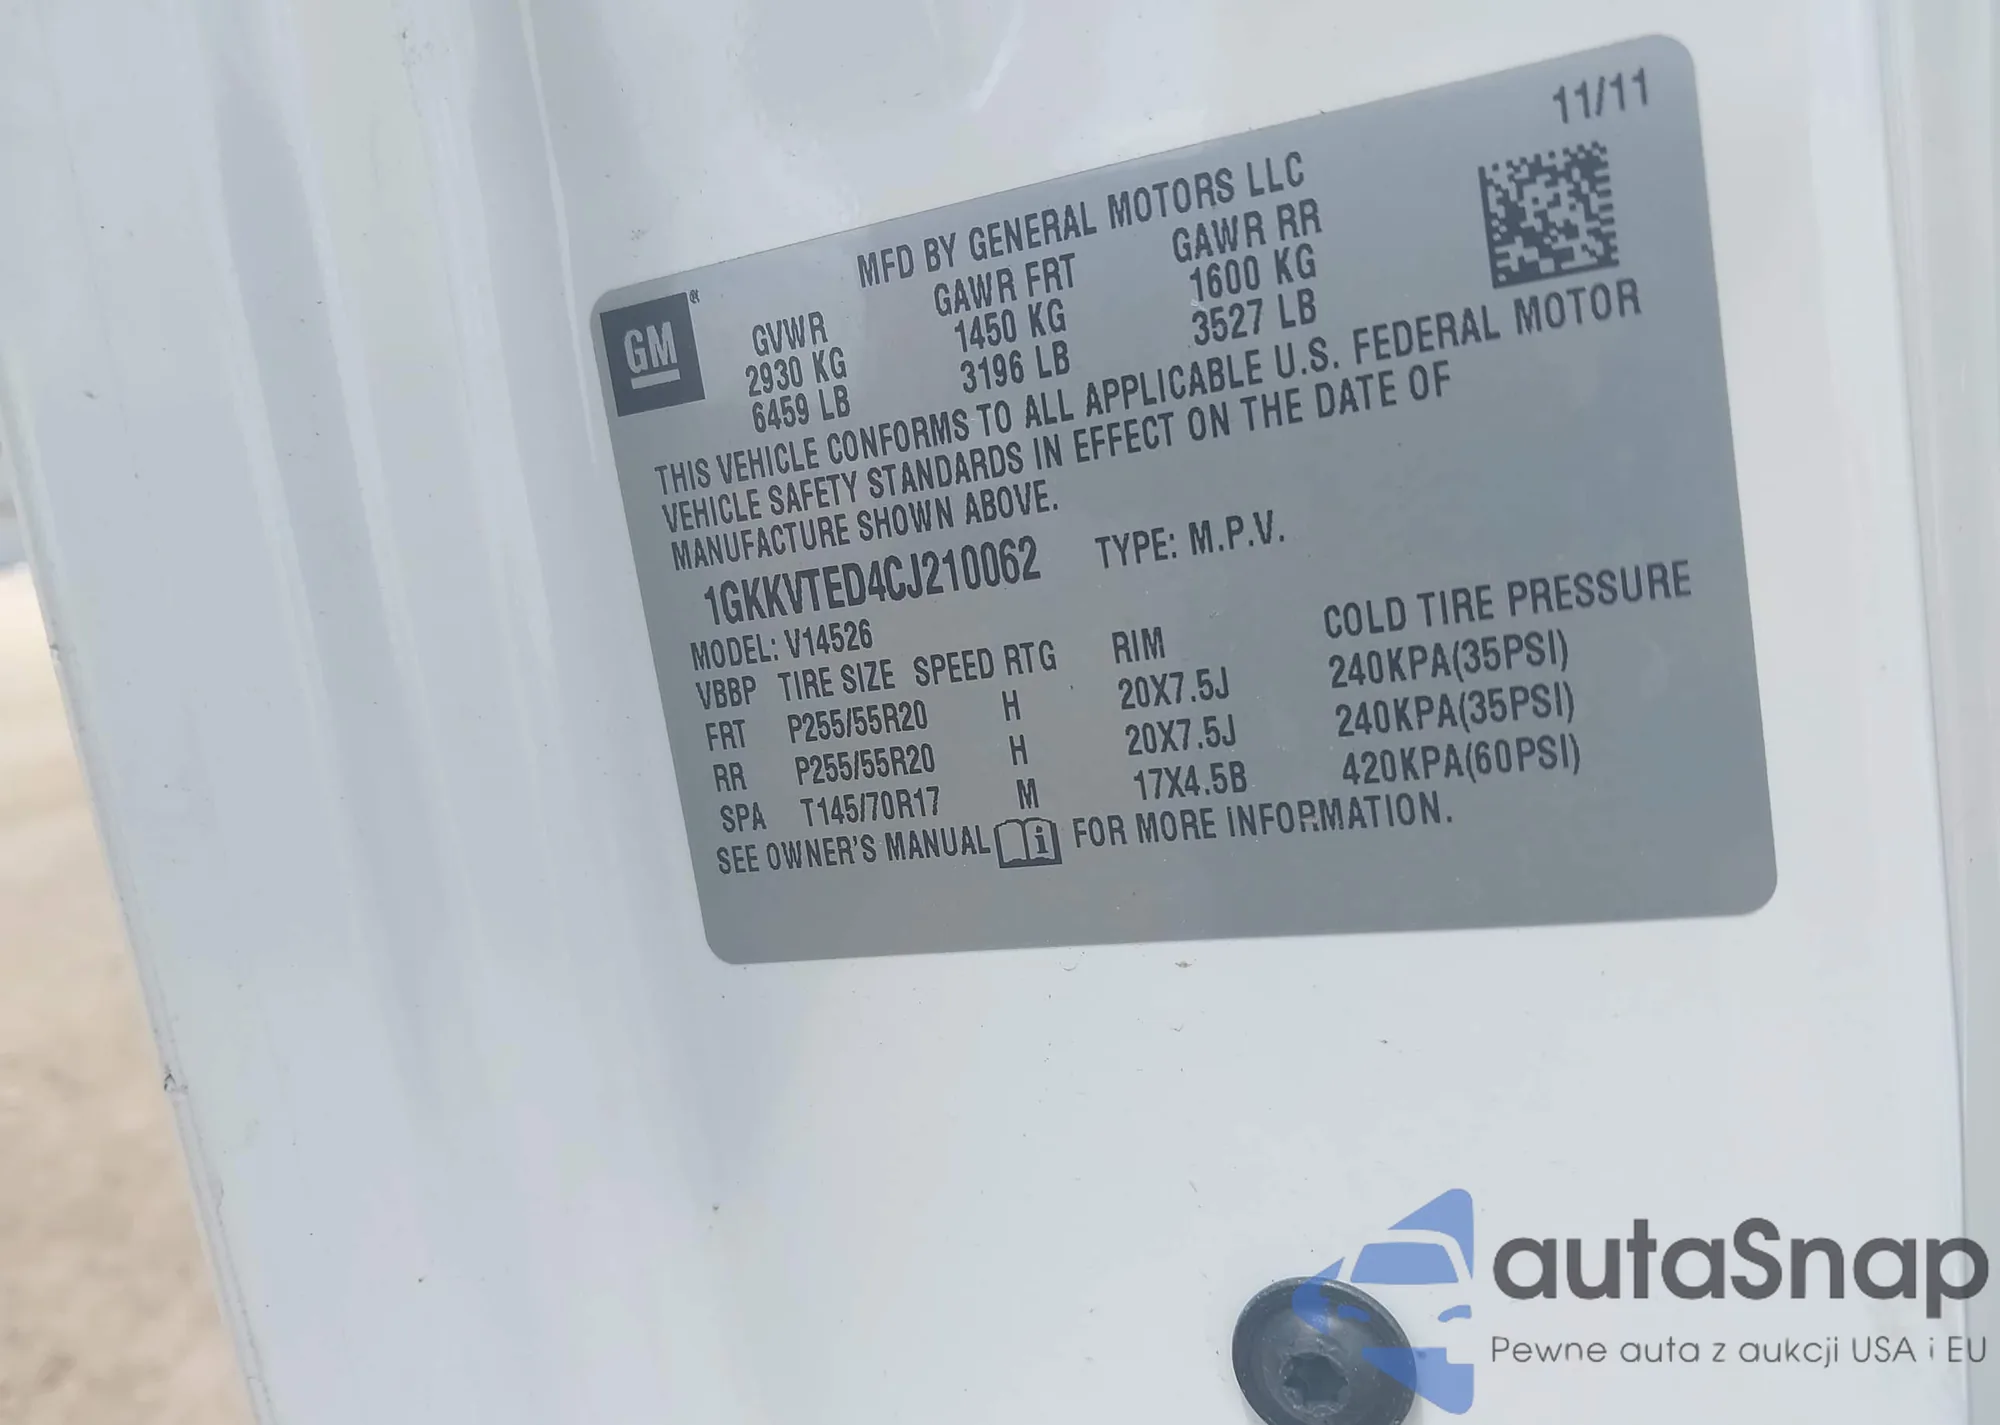 11/11
MFD BY GENERAL MOTORS LLC
GM®
GVWR GAWR FRT GAWR RR
2930 KG 1450 KG 1600 KG
6459 LB 3196 LB 3527 LB
THIS VEHICLE CONFORMS TO ALL APPLICABLE U.S. FEDERAL MOTOR
VEHICLE SAFETY STANDARDS IN EFFECT ON THE DATE OF
MANUFACTURE SHOWN ABOVE.
1GKKVTED4CJ210062 TYPE: M.P.V.
MODEL: V14526
VBBP TIRE SIZE SPEED RTG RIM COLD TIRE PRESSURE
FRT P255/55R20 H 20X7.5J 240KPA(35PSI)
RR P255/55R20 H 20X7.5J 240KPA(35PSI)
SPA T145/70R17 M 17X4.5B 420KPA(60PSI)
SEE OWNER'S MANUAL i FOR MORE INFORMATION.
autaSnap
Pewne auta z aukcji USA i EU